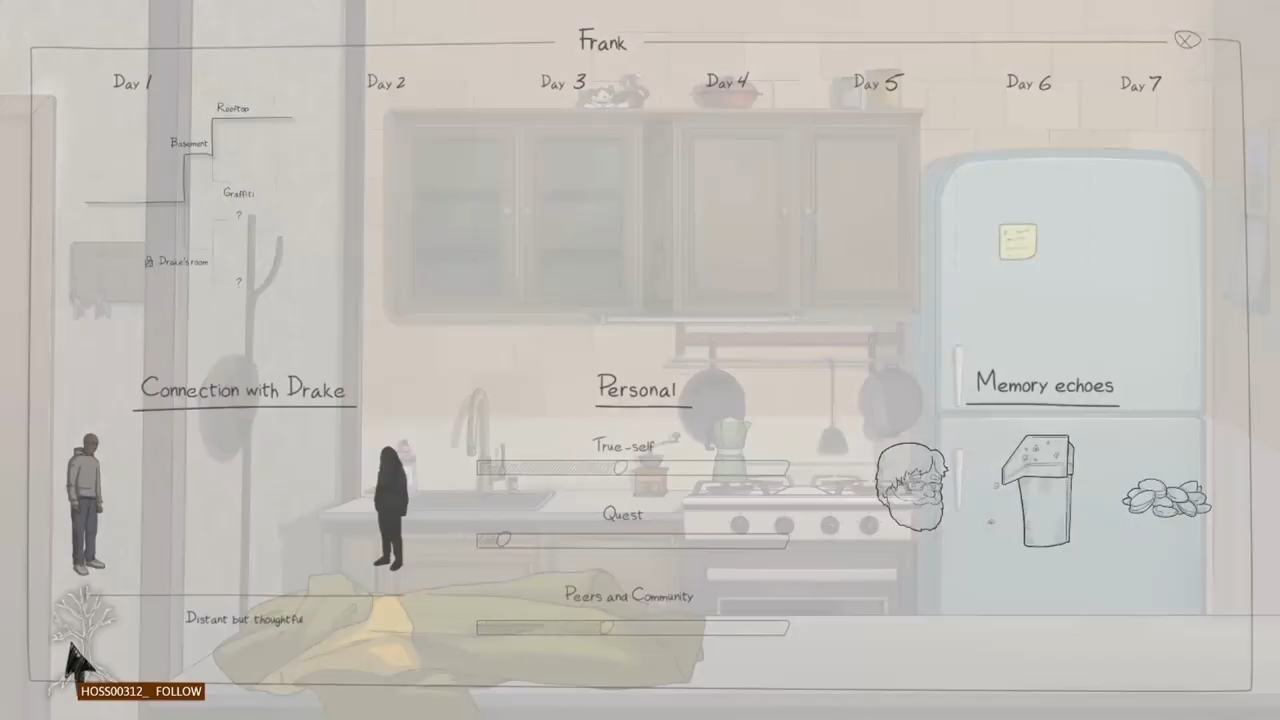 Frank
Day 1
Day 2
Day 3
Day 4
Day 5
Day 6
Day 7
Rooftop
Basement
Graffiti
?
Drake's room
?
Connection with Drake
Personal
Memory echoes
True-self
Quest
Peers and Community
Distant but thoughtful
HOSS00312_ FOLLOW